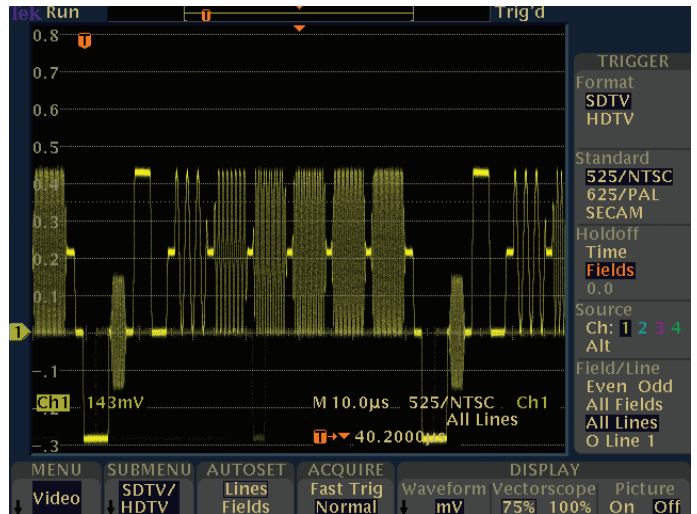 Tek Run
Trig'd
T
T
0.8
0.7
0.6
0.5
0.4
0.3
0.2
0.1
1
-.1
-.3
Ch1 143mV
M 10.0µs 525/NTSC Ch1
All Lines
T→▼ 40.2000µs
TRIGGER
Format
SDTV
HDTV
Standard
525/NTSC
625/PAL
SECAM
Holdoff
Time
Fields
0.0
Source
Ch: 1 2 3 4
Alt
Field/Line
Even Odd
All Fields
All Lines
O Line 1
MENU
Video
SUBMENU
SDTV/
HDTV
AUTOSET
Lines
Fields
ACQUIRE
Fast Trig
Normal
DISPLAY
Waveform Vectorscope Picture
mV 75% 100% On Off